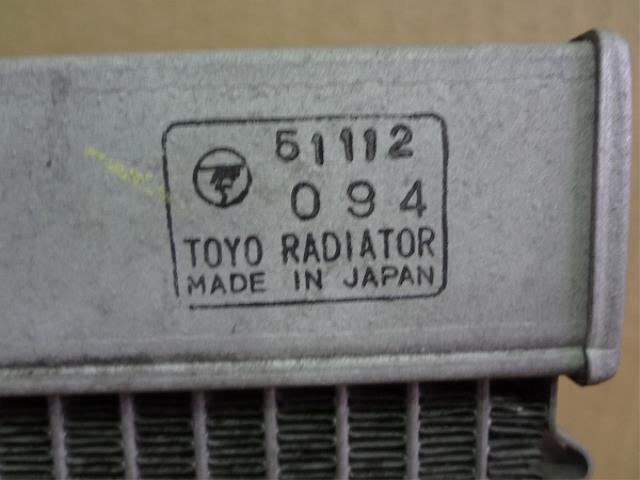 51112
094
TOYO RADIATOR
MADE IN JAPAN